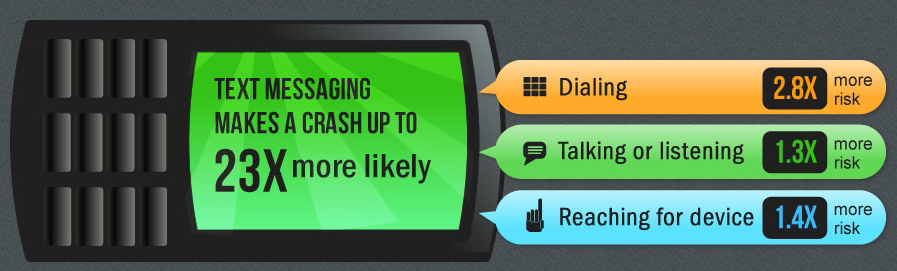 TEXT MESSAGING
MAKES A CRASH UP TO
23X more likely
Dialing 2.8X more risk
Talking or listening 1.3X more risk
Reaching for device 1.4X more risk